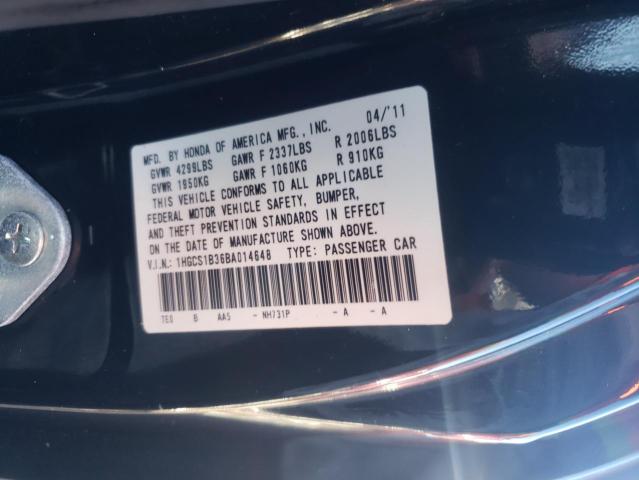 MFD. BY HONDA OF AMERICA MFG., INC. 04/'11
GVWR 4299LBS GAWR F 2337LBS R 2006LBS
GVWR 1950KG GAWR F 1060KG R 910KG
THIS VEHICLE CONFORMS TO ALL APPLICABLE
FEDERAL MOTOR VEHICLE SAFETY, BUMPER,
AND THEFT PREVENTION STANDARDS IN EFFECT
ON THE DATE OF MANUFACTURE SHOWN ABOVE.
V.I.N.: 1HGCS1B36BA014648 TYPE: PASSENGER CAR
TE0 B AA5 - NH731P - A - A